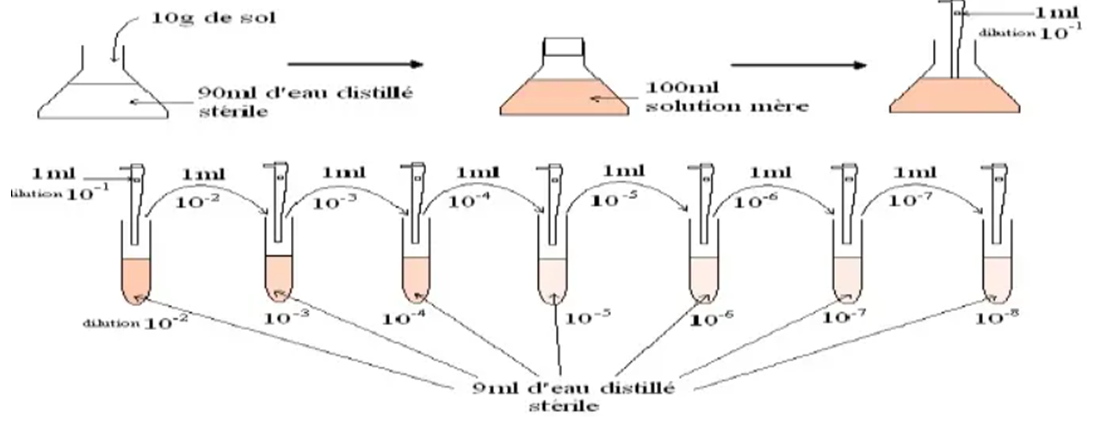 10g de sol
90ml d'eau distillé
stérile
100ml
solution mère
1ml
dilution 10⁻¹
1ml
dilution 10⁻¹
1ml
10⁻²
1ml
10⁻³
1ml
10⁻⁴
1ml
10⁻⁵
1ml
10⁻⁶
1ml
10⁻⁷
dilution 10⁻²
10⁻³
10⁻⁴
10⁻⁵
10⁻⁶
10⁻⁷
10⁻⁸
9ml d'eau distillé
stérile